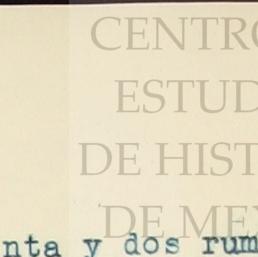 CENTRO
ESTUD
DE HIST
DE MEX
nta y dos rum